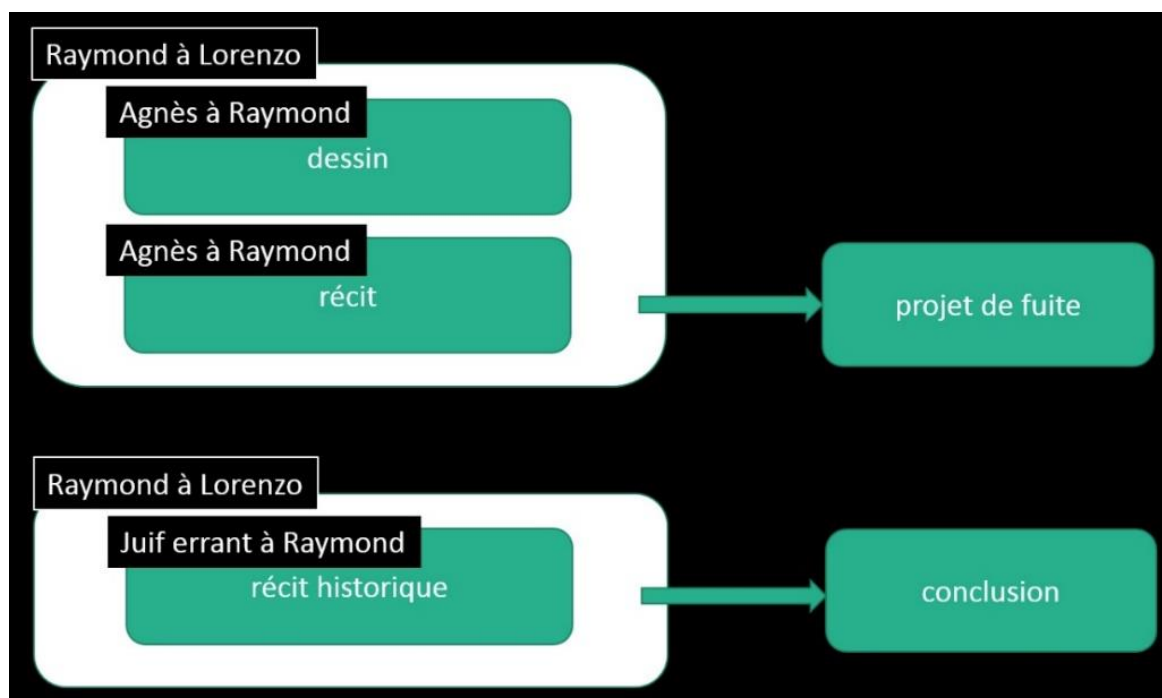 Raymond à Lorenzo
Agnès à Raymond
dessin
Agnès à Raymond
récit
projet de fuite
Raymond à Lorenzo
Juif errant à Raymond
récit historique
conclusion